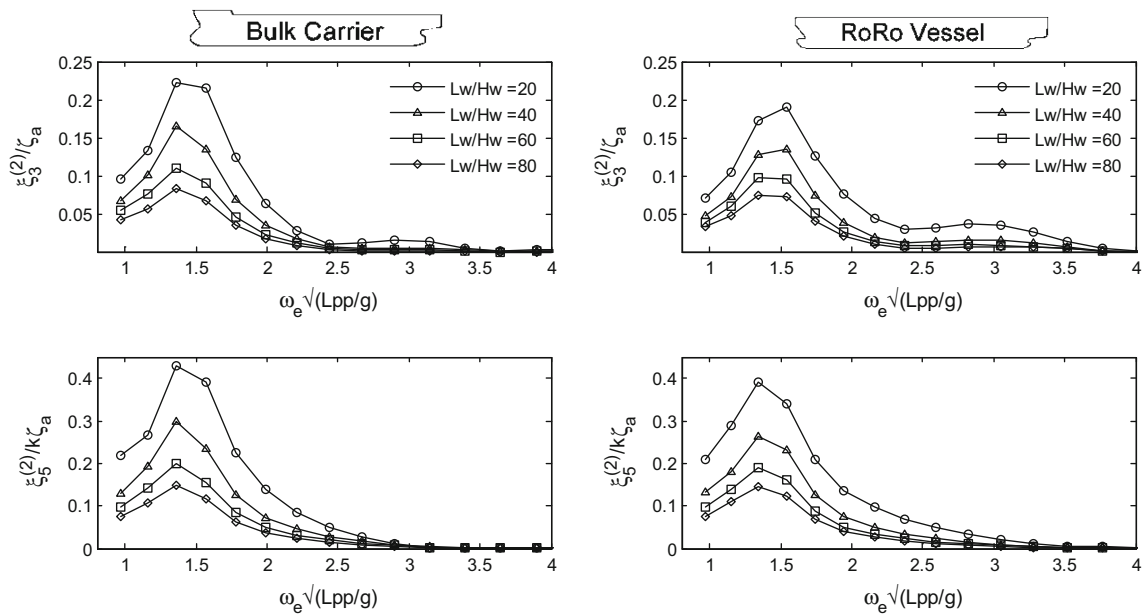 Bulk Carrier
RoRo Vessel
0.25
0.20
0.15
0.10
0.05
ξ₃⁽²⁾/ζₐ
Lw/Hw =20
Lw/Hw =40
Lw/Hw =60
Lw/Hw =80
1 1.5 2 2.5 3 3.5 4
ωₑ√(Lpp/g)
0.25
0.20
0.15
0.10
0.05
ξ₃⁽²⁾/ζₐ
Lw/Hw =20
Lw/Hw =40
Lw/Hw =60
Lw/Hw =80
1 1.5 2 2.5 3 3.5 4
ωₑ√(Lpp/g)
0.4
0.3
0.2
0.1
0
ξ₅⁽²⁾/kζₐ
1 1.5 2 2.5 3 3.5 4
ωₑ√(Lpp/g)
0.4
0.3
0.2
0.1
0
ξ₅⁽²⁾/kζₐ
1 1.5 2 2.5 3 3.5 4
ωₑ√(Lpp/g)